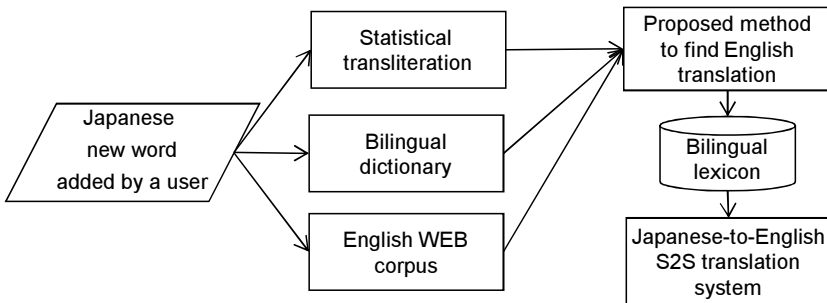 Japanese
new word
added by a user
Statistical
transliteration
Bilingual
dictionary
English WEB
corpus
Proposed method
to find English
translation
Bilingual
lexicon
Japanese-to-English
S2S translation
system